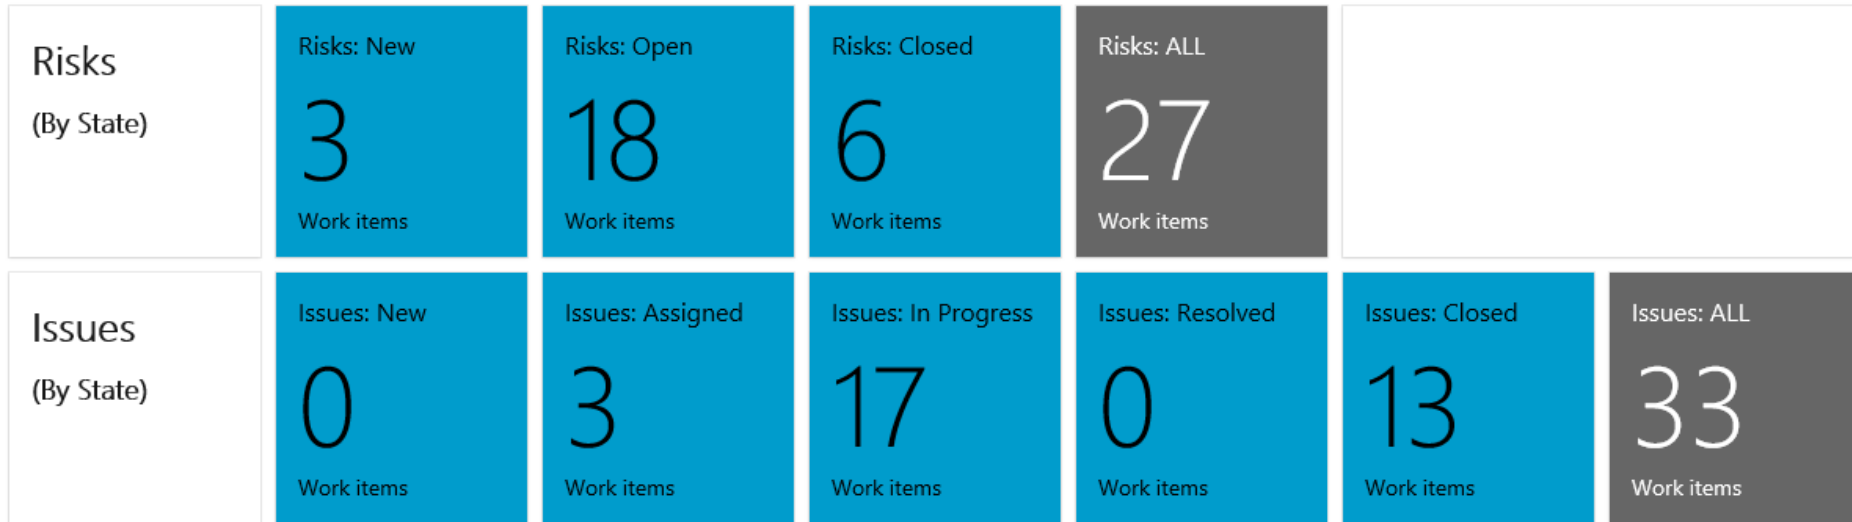 Risks
(By State)
Risks: New
3
Work items
Risks: Open
18
Work items
Risks: Closed
6
Work items
Risks: ALL
27
Work items
Issues
(By State)
Issues: New
0
Work items
Issues: Assigned
3
Work items
Issues: In Progress
17
Work items
Issues: Resolved
0
Work items
Issues: Closed
13
Work items
Issues: ALL
33
Work items